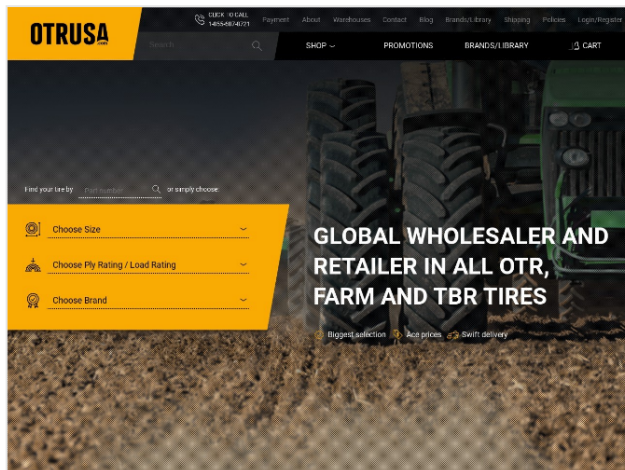 OTRUSA
.COM
CLICK TO CALL
Payment About Warehouses Contact Blog Brands/Library Shipping Policies Login/Register
Search
SHOP
PROMOTIONS
BRANDS/LIBRARY
CART
Find your tire by Part number or simply choose:
Choose Size
Choose Ply Rating / Load Rating
Choose Brand
GLOBAL WHOLESALER AND
RETAILER IN ALL OTR,
FARM AND TBR TIRES
Biggest selection Ace prices Swift delivery